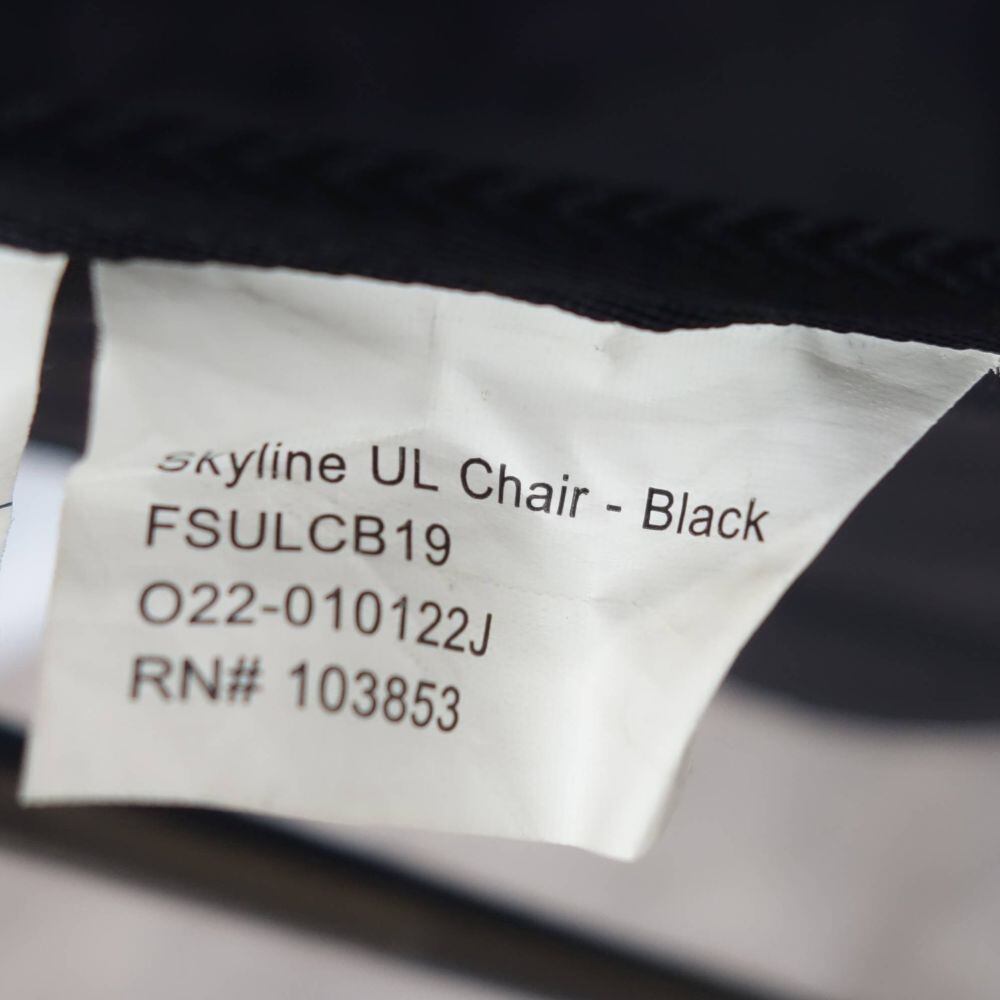 Skyline UL Chair - Black
FSULCB19
O22-010122J
RN# 103853